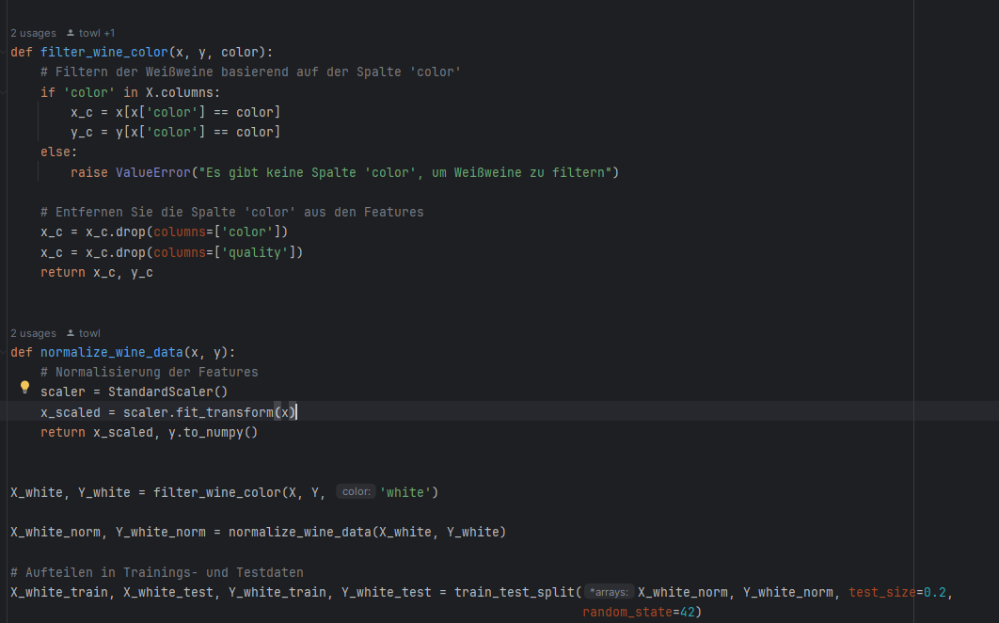 2 usages towl +1
def filter_wine_color(x, y, color):
    # Filtern der Weißweine basierend auf der Spalte 'color'
    if 'color' in X.columns:
        x_c = x[x['color'] == color]
        y_c = y[x['color'] == color]
    else:
        raise ValueError("Es gibt keine Spalte 'color', um Weißweine zu filtern")
    # Entfernen Sie die Spalte 'color' aus den Features
    x_c = x_c.drop(columns=['color'])
    x_c = x_c.drop(columns=['quality'])
    return x_c, y_c
2 usages towl
def normalize_wine_data(x, y):
    # Normalisierung der Features
    scaler = StandardScaler()
    x_scaled = scaler.fit_transform(x)
    return x_scaled, y.to_numpy()
X_white, Y_white = filter_wine_color(X, Y, color: 'white')
X_white_norm, Y_white_norm = normalize_wine_data(X_white, Y_white)
# Aufteilen in Trainings- und Testdaten
X_white_train, X_white_test, Y_white_train, Y_white_test = train_test_split( *arrays: X_white_norm, Y_white_norm, test_size=0.2,
random_state=42)